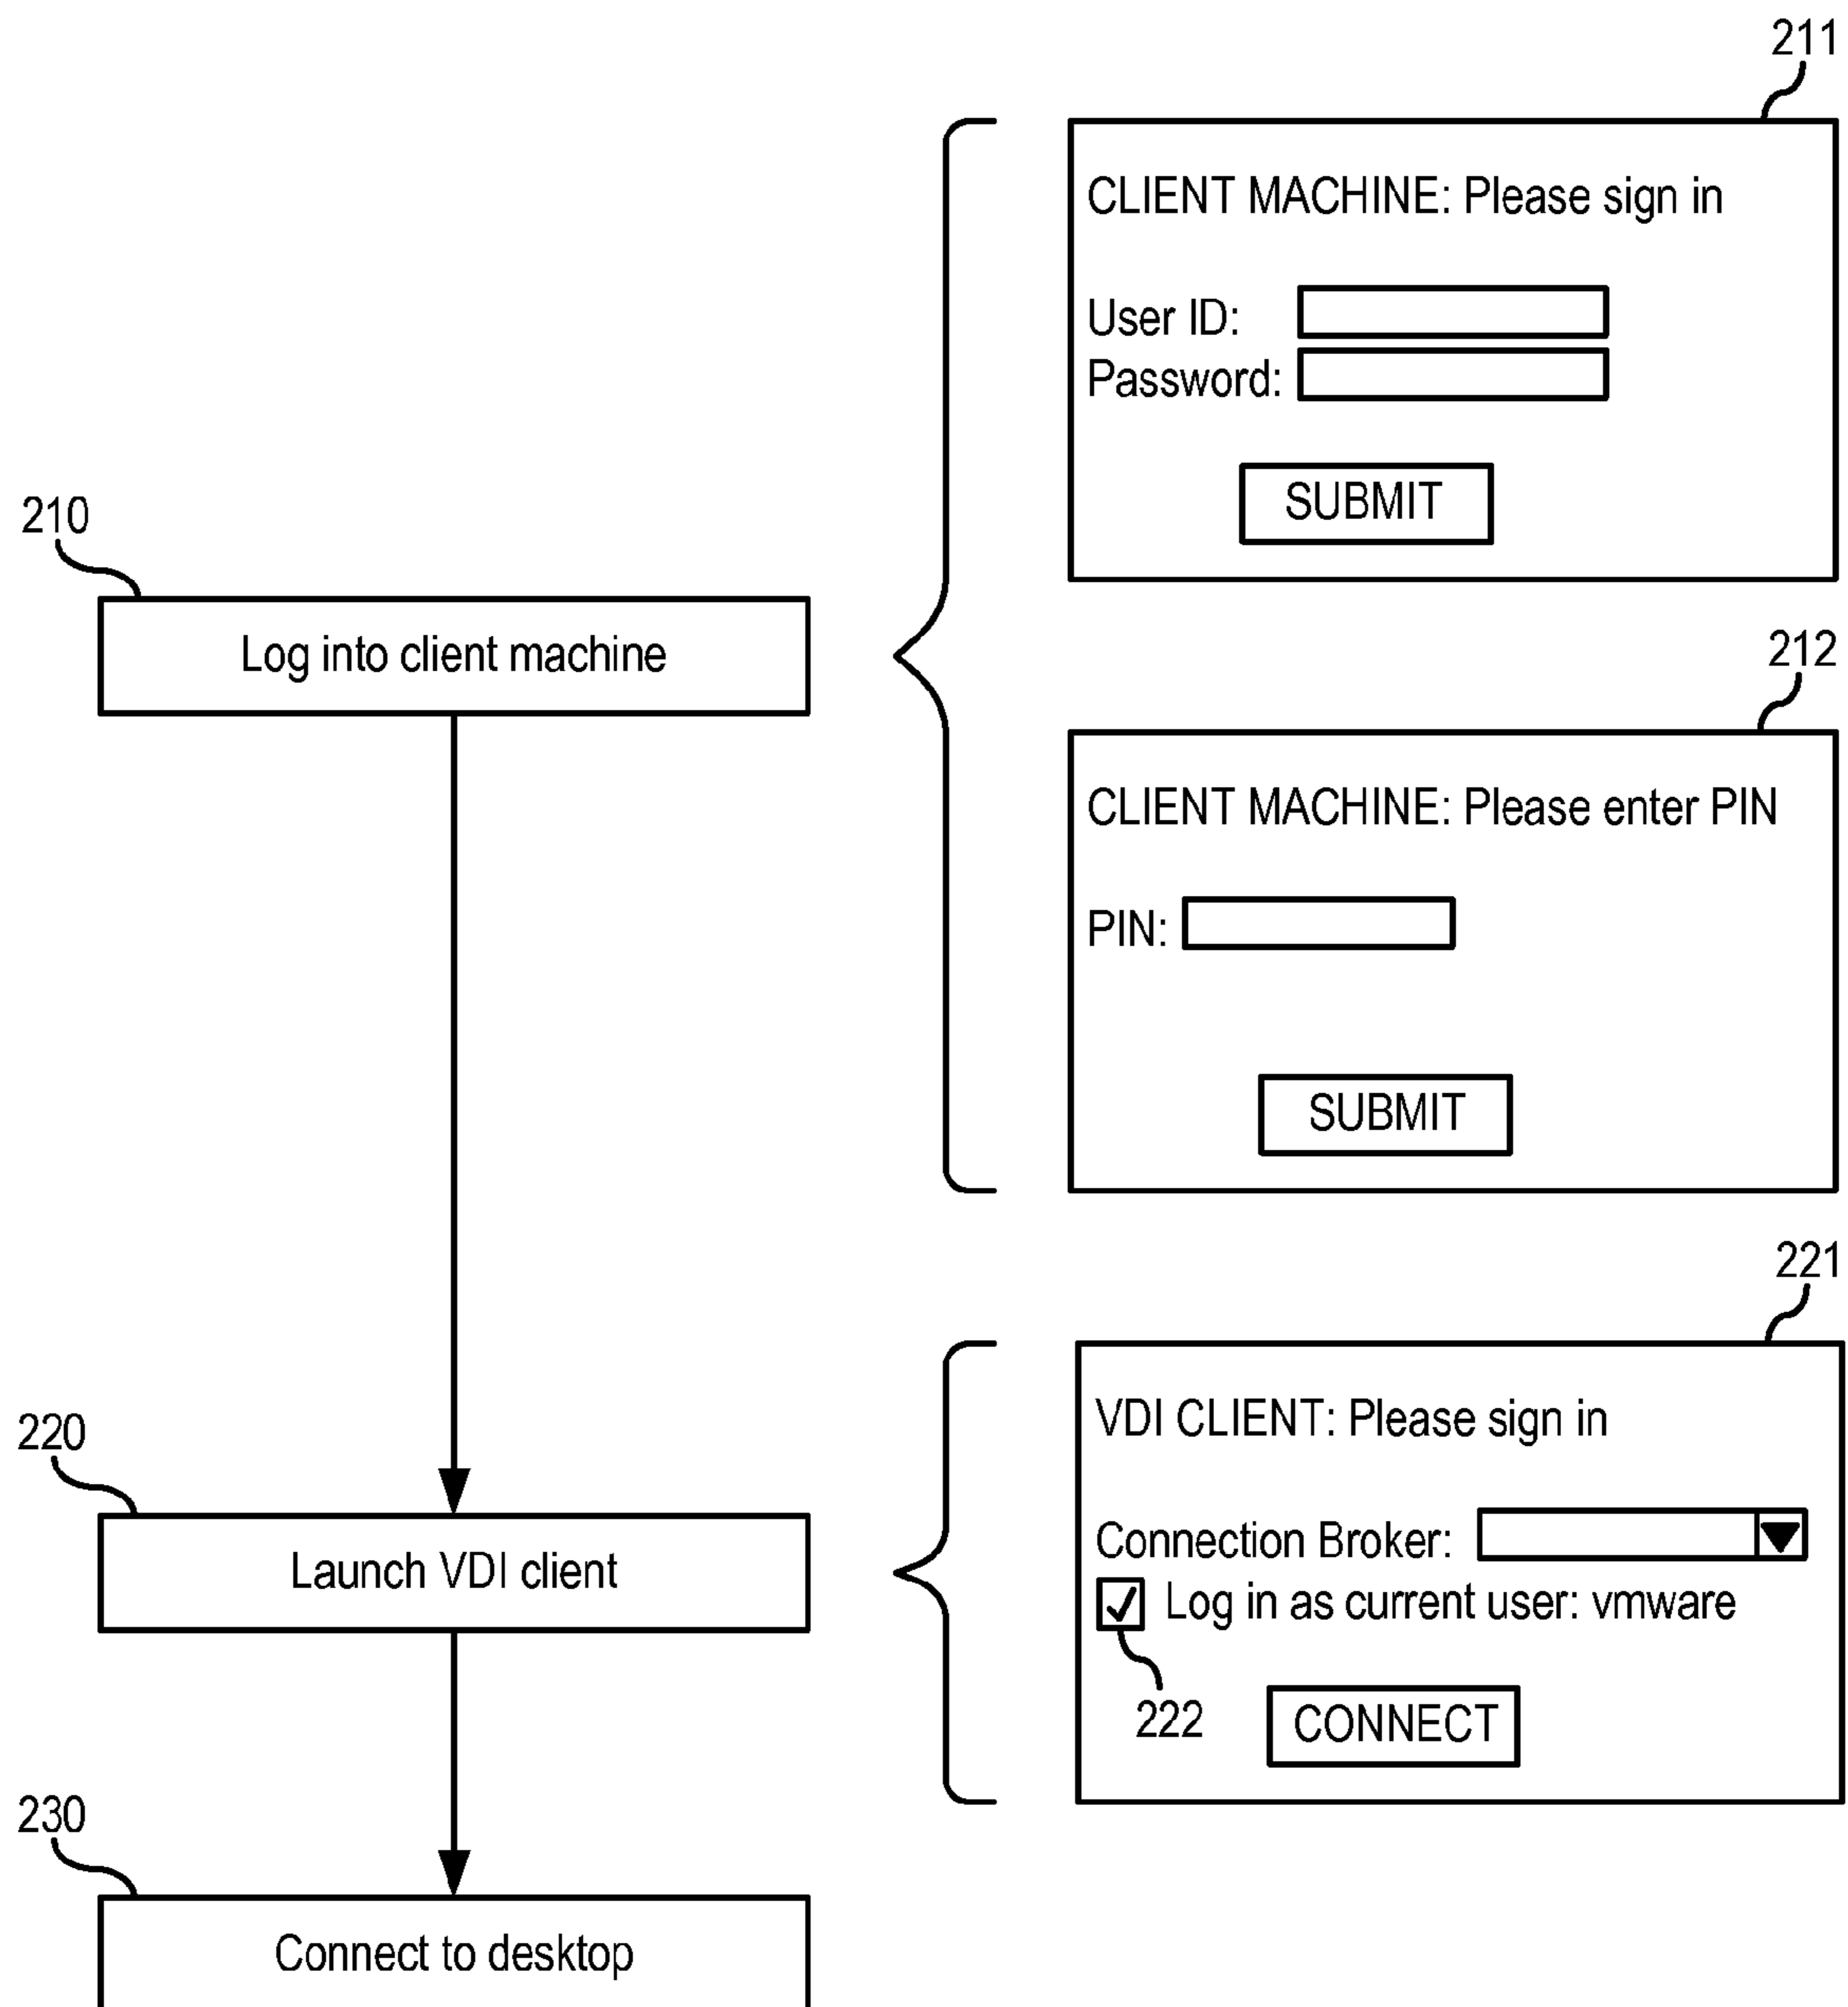 211
CLIENT MACHINE: Please sign in
User ID:
Password:
SUBMIT
210
Log into client machine
212
CLIENT MACHINE: Please enter PIN
PIN:
SUBMIT
221
VDI CLIENT: Please sign in
220
Launch VDI client
Connection Broker:
Log in as current user: vmware
222
CONNECT
230
Connect to desktop